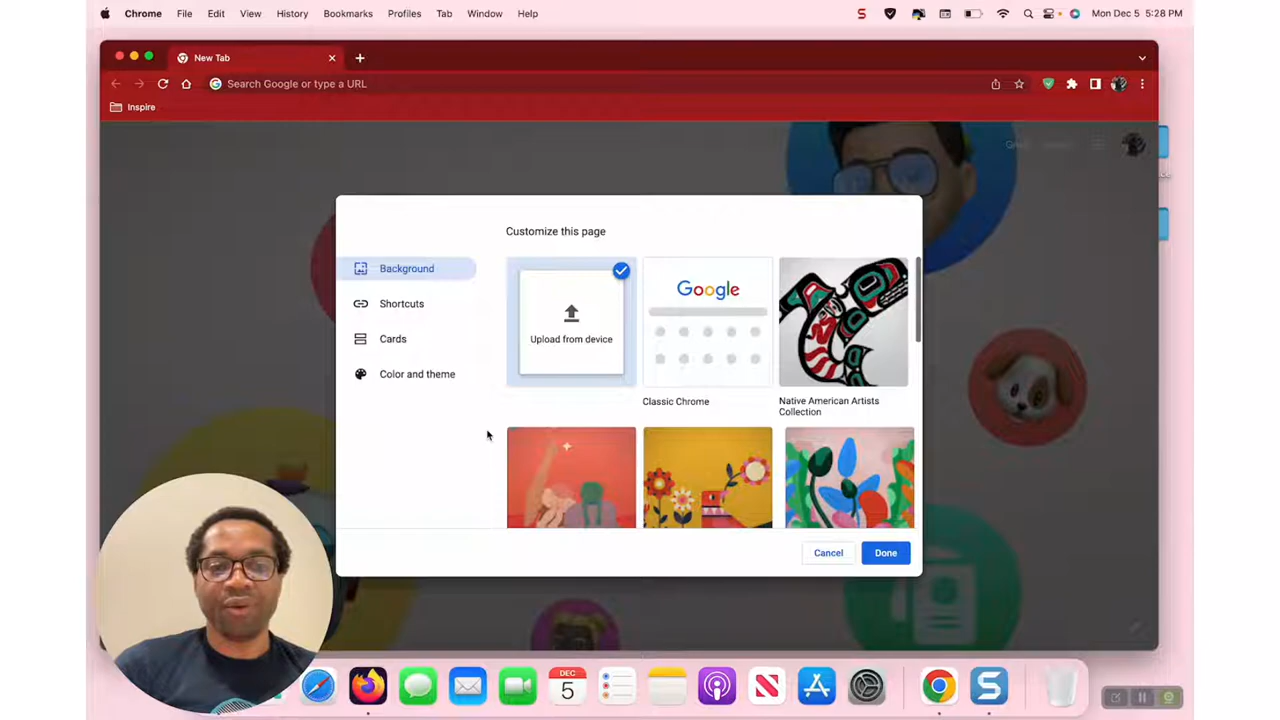 Chrome File Edit View History Bookmarks Profiles Tab Window Help S Mon Dec 5 5:28 PM
New Tab
Search Google or type a URL
Inspire
Customize this page
Background
Shortcuts
Cards
Color and theme
Upload from device
Google
Classic Chrome
Native American Artists
Collection
Cancel
Done
DEC
5
S